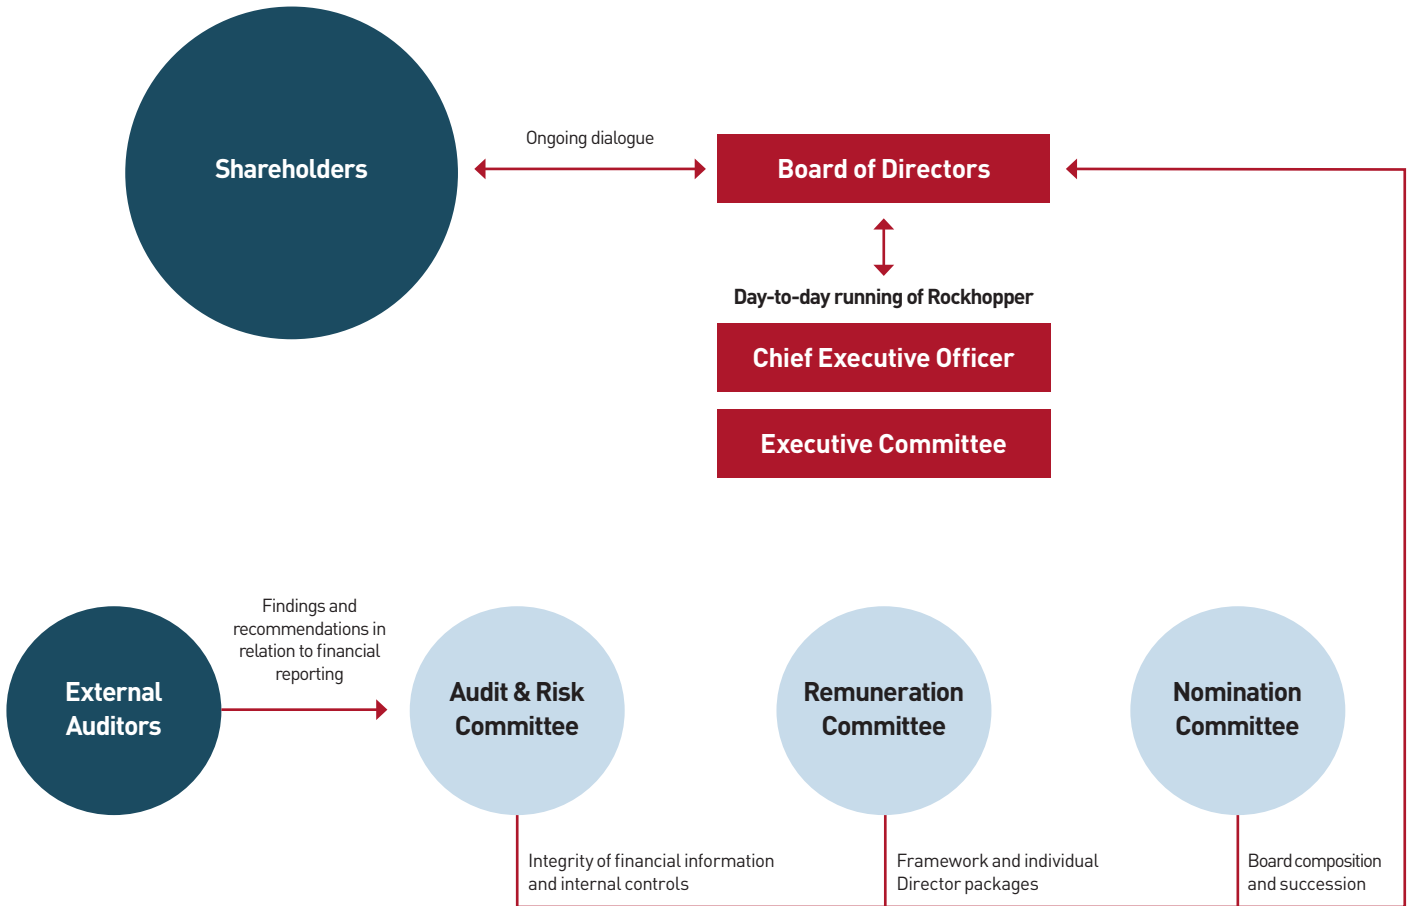 Ongoing dialogue
Shareholders
Board of Directors
Day-to-day running of Rockhopper
Chief Executive Officer
Executive Committee
Findings and
recommendations in
relation to financial
reporting
External
Auditors
Audit & Risk
Committee
Remuneration
Committee
Nomination
Committee
Integrity of financial information
and internal controls
Framework and individual
Director packages
Board composition
and succession